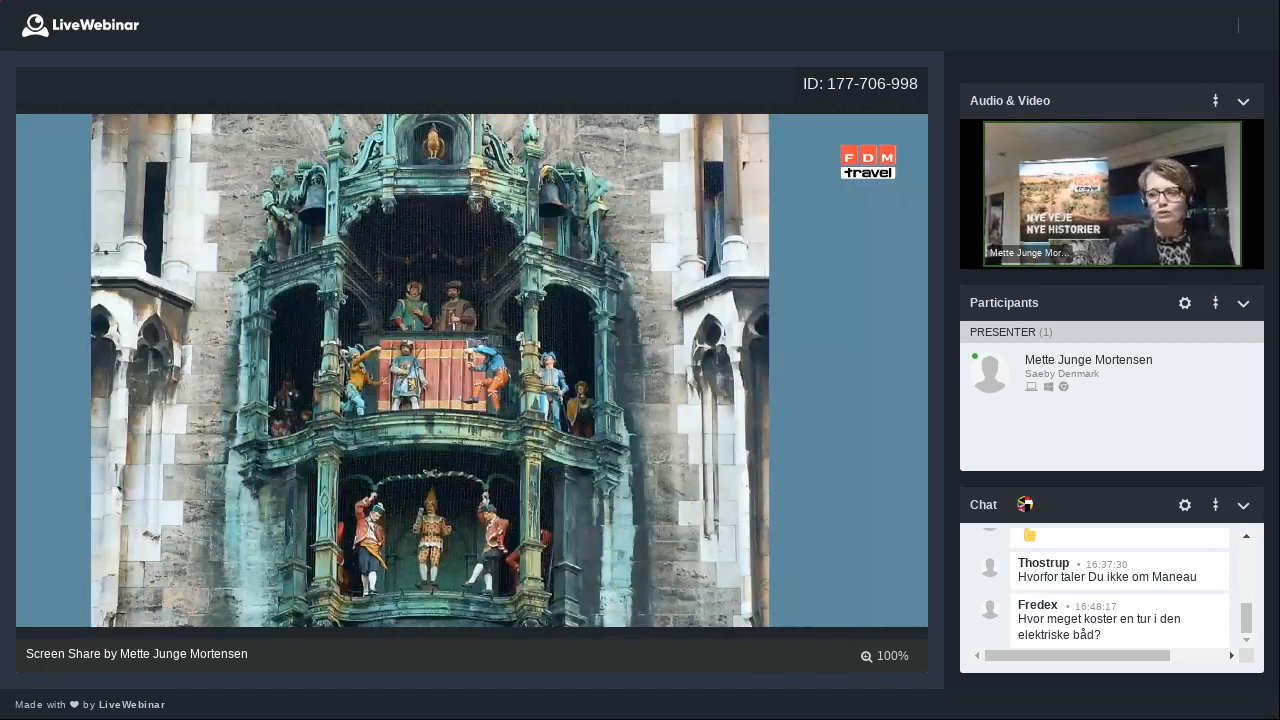 LiveWebinar
ID: 177-706-998
FDM
travel
Screen Share by Mette Junge Mortensen
100%
Audio & Video
travel
NYE VEJE
NYE HISTORIER
Mette Junge Mor...
Participants
PRESENTER (1)
Mette Junge Mortensen
Saeby Denmark
Chat
Thostrup • 16:37:30
Hvorfor taler Du ikke om Maneau
Fredex • 16:48:17
Hvor meget koster en tur i den
elektriske båd?
Made with ❤ by LiveWebinar